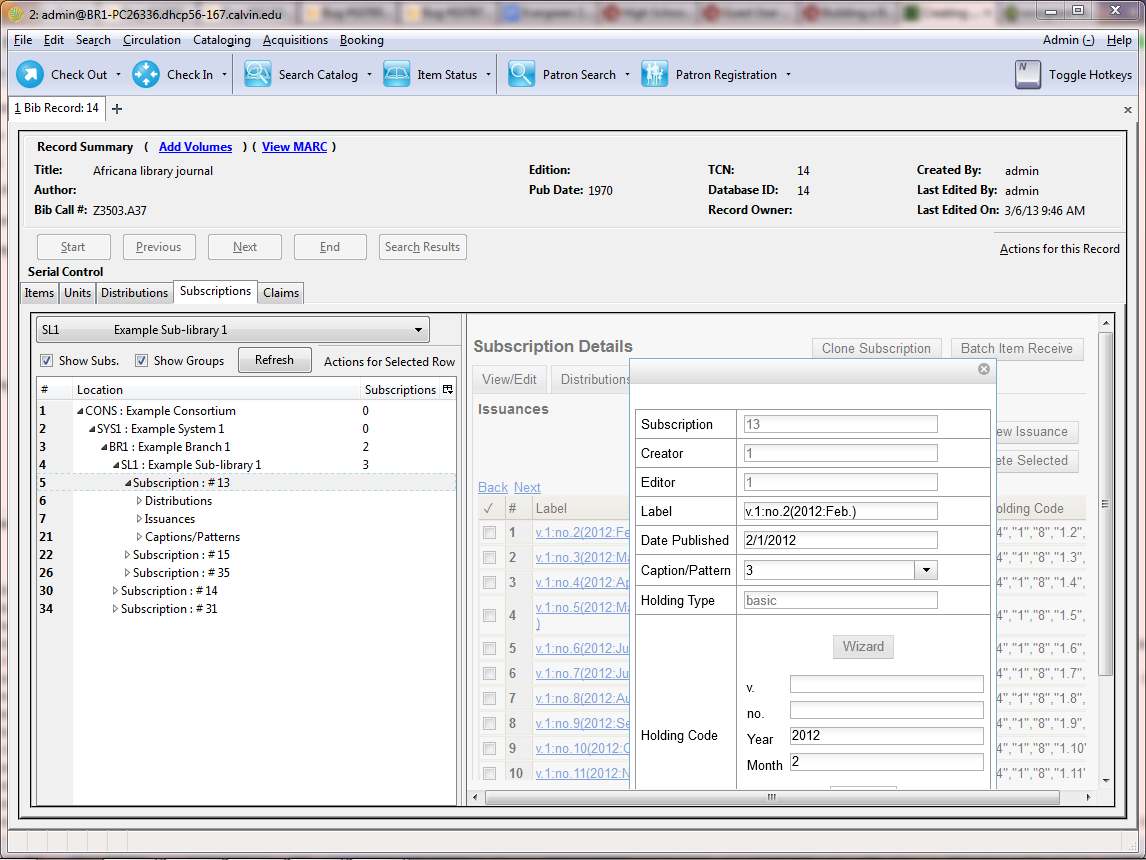 2: admin@BR1-PC26336.dhcp56-167.calvin.edu
File Edit Search Circulation Cataloging Acquisitions Booking Admin (-) Help
Check Out Check In Search Catalog Item Status Patron Search Patron Registration N Toggle Hotkeys
1 Bib Record: 14 + x
Record Summary ( Add Volumes ) ( View MARC )
Title: Africana library journal Edition: TCN: 14 Created By: admin
Author: Pub Date: 1970 Database ID: 14 Last Edited By: admin
Bib Call #: Z3503.A37 Record Owner: Last Edited On: 3/6/13 9:46 AM
Start Previous Next End Search Results Actions for this Record
Serial Control
Items Units Distributions Subscriptions Claims
SL1 Example Sub-library 1
Show Subs. Show Groups Refresh Actions for Selected Row
# Location Subscriptions
1 CONS : Example Consortium 0
2 SYS1 : Example System 1 0
3 BR1 : Example Branch 1 2
4 SL1 : Example Sub-library 1 3
5 Subscription : # 13
6 Distributions
7 Issuances
21 Captions/Patterns
22 Subscription : # 15
26 Subscription : # 35
30 Subscription : # 14
34 Subscription : # 31
Subscription Details Clone Subscription Batch Item Receive
View/Edit Distributions
Issuances
ew Issuance
ete Selected
Back Next
✓ # Label olding Code
1 v.1:no.2(2012:Fe 4","1","8","1.2",
2 v.1:no.3(2012:Ma 4","1","8","1.3",
3 v.1:no.4(2012:Ap 4","1","8","1.4",
4 v.1:no.5(2012:Ma 4","1","8","1.5",
)
5 v.1:no.6(2012:Ju 4","1","8","1.6",
6 v.1:no.7(2012:Ju 4","1","8","1.7",
7 v.1:no.8(2012:Au 4","1","8","1.8",
8 v.1:no.9(2012:Se 4","1","8","1.9",
9 v.1:no.10(2012:O 4","1","8","1.10'
10 v.1:no.11(2012:N 4","1","8","1.11'
Subscription 13
Creator 1
Editor 1
Label v.1:no.2(2012:Feb.)
Date Published 2/1/2012
Caption/Pattern 3
Holding Type basic
Wizard
Holding Code
v.
no.
Year 2012
Month 2